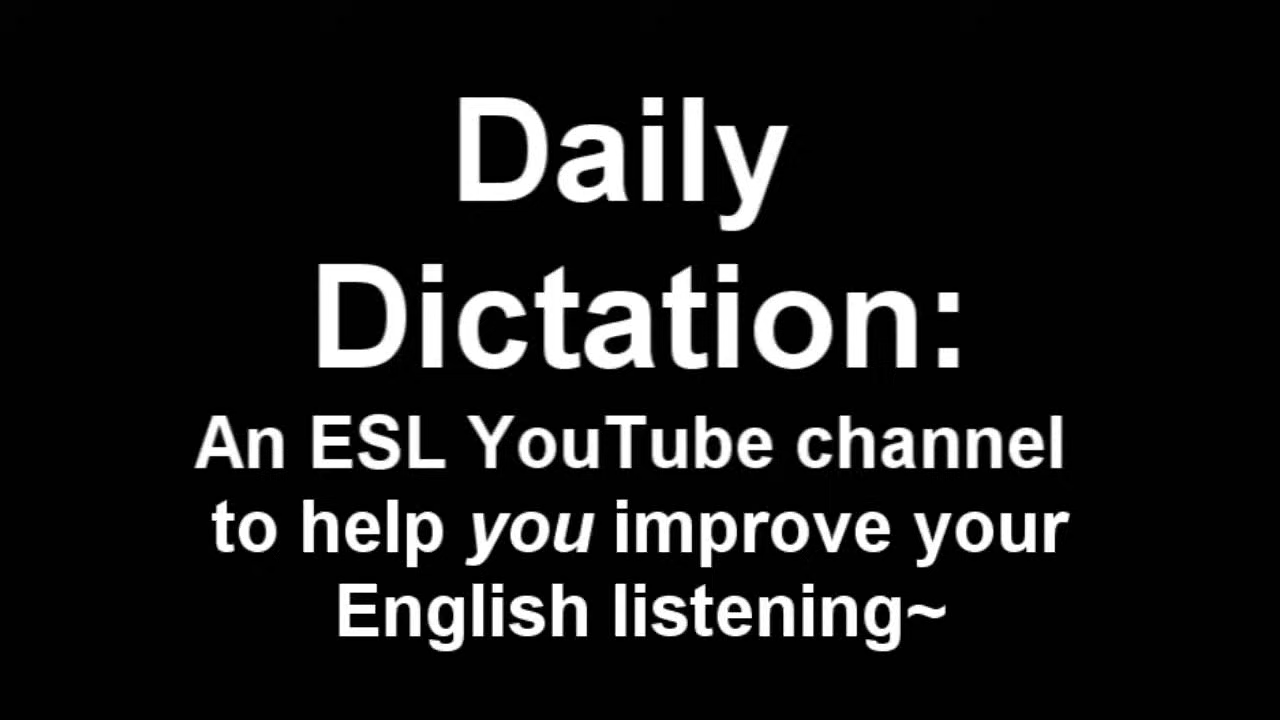 Daily
Dictation:
An ESL YouTube channel
to help you improve your
English listening~